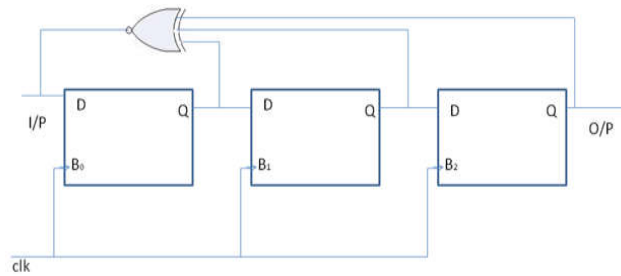 D Q D Q D Q
I/P O/P
B₀ B₁ B₂
clk